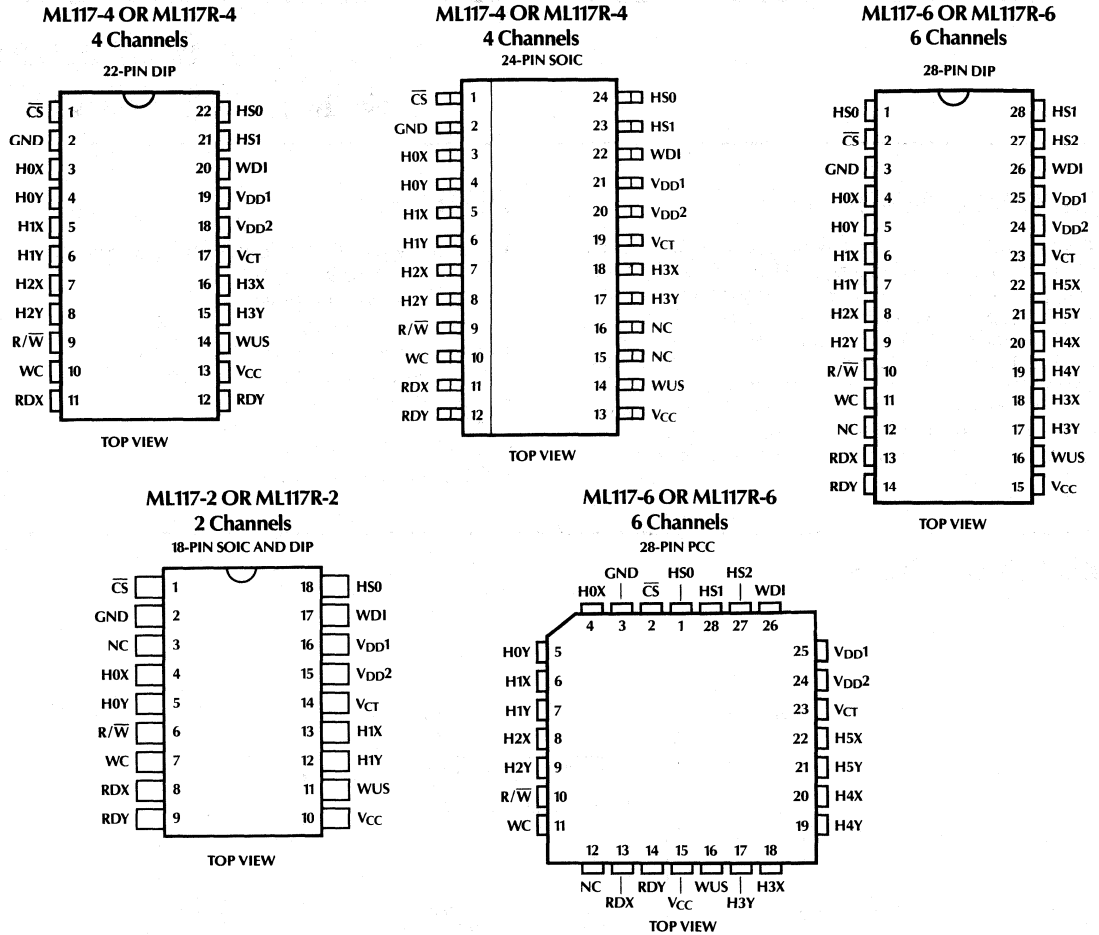 ML117-4 OR ML117R-4
4 Channels
22-PIN DIP
C̅S̅ 1 22 HS0
GND 2 21 HS1
H0X 3 20 WDI
H0Y 4 19 VDD1
H1X 5 18 VDD2
H1Y 6 17 VCT
H2X 7 16 H3X
H2Y 8 15 H3Y
R/W̅ 9 14 WUS
WC 10 13 VCC
RDX 11 12 RDY
TOP VIEW
ML117-4 OR ML117R-4
4 Channels
24-PIN SOIC
C̅S̅ 1 24 HS0
GND 2 23 HS1
H0X 3 22 WDI
H0Y 4 21 VDD1
H1X 5 20 VDD2
H1Y 6 19 VCT
H2X 7 18 H3X
H2Y 8 17 H3Y
R/W̅ 9 16 NC
WC 10 15 NC
RDX 11 14 WUS
RDY 12 13 VCC
TOP VIEW
ML117-6 OR ML117R-6
6 Channels
28-PIN DIP
HS0 1 28 HS1
C̅S̅ 2 27 HS2
GND 3 26 WDI
H0X 4 25 VDD1
H0Y 5 24 VDD2
H1X 6 23 VCT
H1Y 7 22 H5X
H2X 8 21 H5Y
H2Y 9 20 H4X
R/W̅ 10 19 H4Y
WC 11 18 H3X
NC 12 17 H3Y
RDX 13 16 WUS
RDY 14 15 VCC
TOP VIEW
ML117-2 OR ML117R-2
2 Channels
18-PIN SOIC AND DIP
C̅S̅ 1 18 HS0
GND 2 17 WDI
NC 3 16 VDD1
H0X 4 15 VDD2
H0Y 5 14 VCT
R/W̅ 6 13 H1X
WC 7 12 H1Y
RDX 8 11 WUS
RDY 9 10 VCC
TOP VIEW
ML117-6 OR ML117R-6
6 Channels
28-PIN PCC
GND HS0 HS2
H0X C̅S̅ HS1 WDI
4 3 2 1 28 27 26
H0Y 5 25 VDD1
H1X 6 24 VDD2
H1Y 7 23 VCT
H2X 8 22 H5X
H2Y 9 21 H5Y
R/W̅ 10 20 H4X
WC 11 19 H4Y
12 13 14 15 16 17 18
NC RDY WUS H3X
RDX VCC H3Y
TOP VIEW